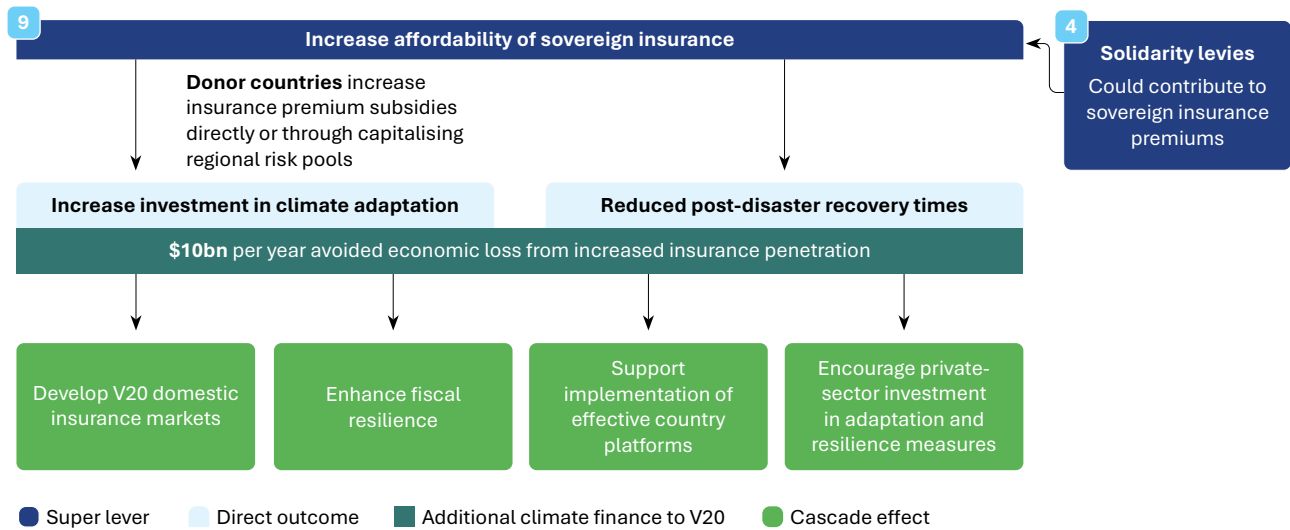 9
Increase affordability of sovereign insurance
4
Solidarity levies
Could contribute to
sovereign insurance
premiums
Donor countries increase
insurance premium subsidies
directly or through capitalising
regional risk pools
Increase investment in climate adaptation
Reduced post-disaster recovery times
$10bn per year avoided economic loss from increased insurance penetration
Develop V20 domestic
insurance markets
Enhance fiscal
resilience
Support
implementation of
effective country
platforms
Encourage private-
sector investment
in adaptation and
resilience measures
Super lever
Direct outcome
Additional climate finance to V20
Cascade effect